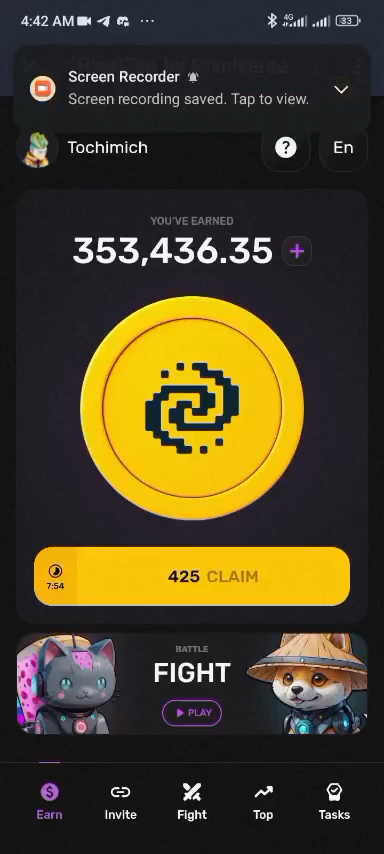 4:42 AM
4G
33
Screen Recorder
Screen recording saved. Tap to view.
Tochimich
?
En
YOU'VE EARNED
353,436.35 +
7:54
425 CLAIM
BATTLE
FIGHT
PLAY
Earn
Invite
Fight
Top
Tasks